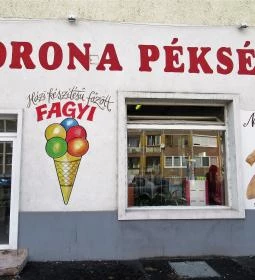 ORONA PÉKSÉ
Házi készítésű főzött
FAGYI